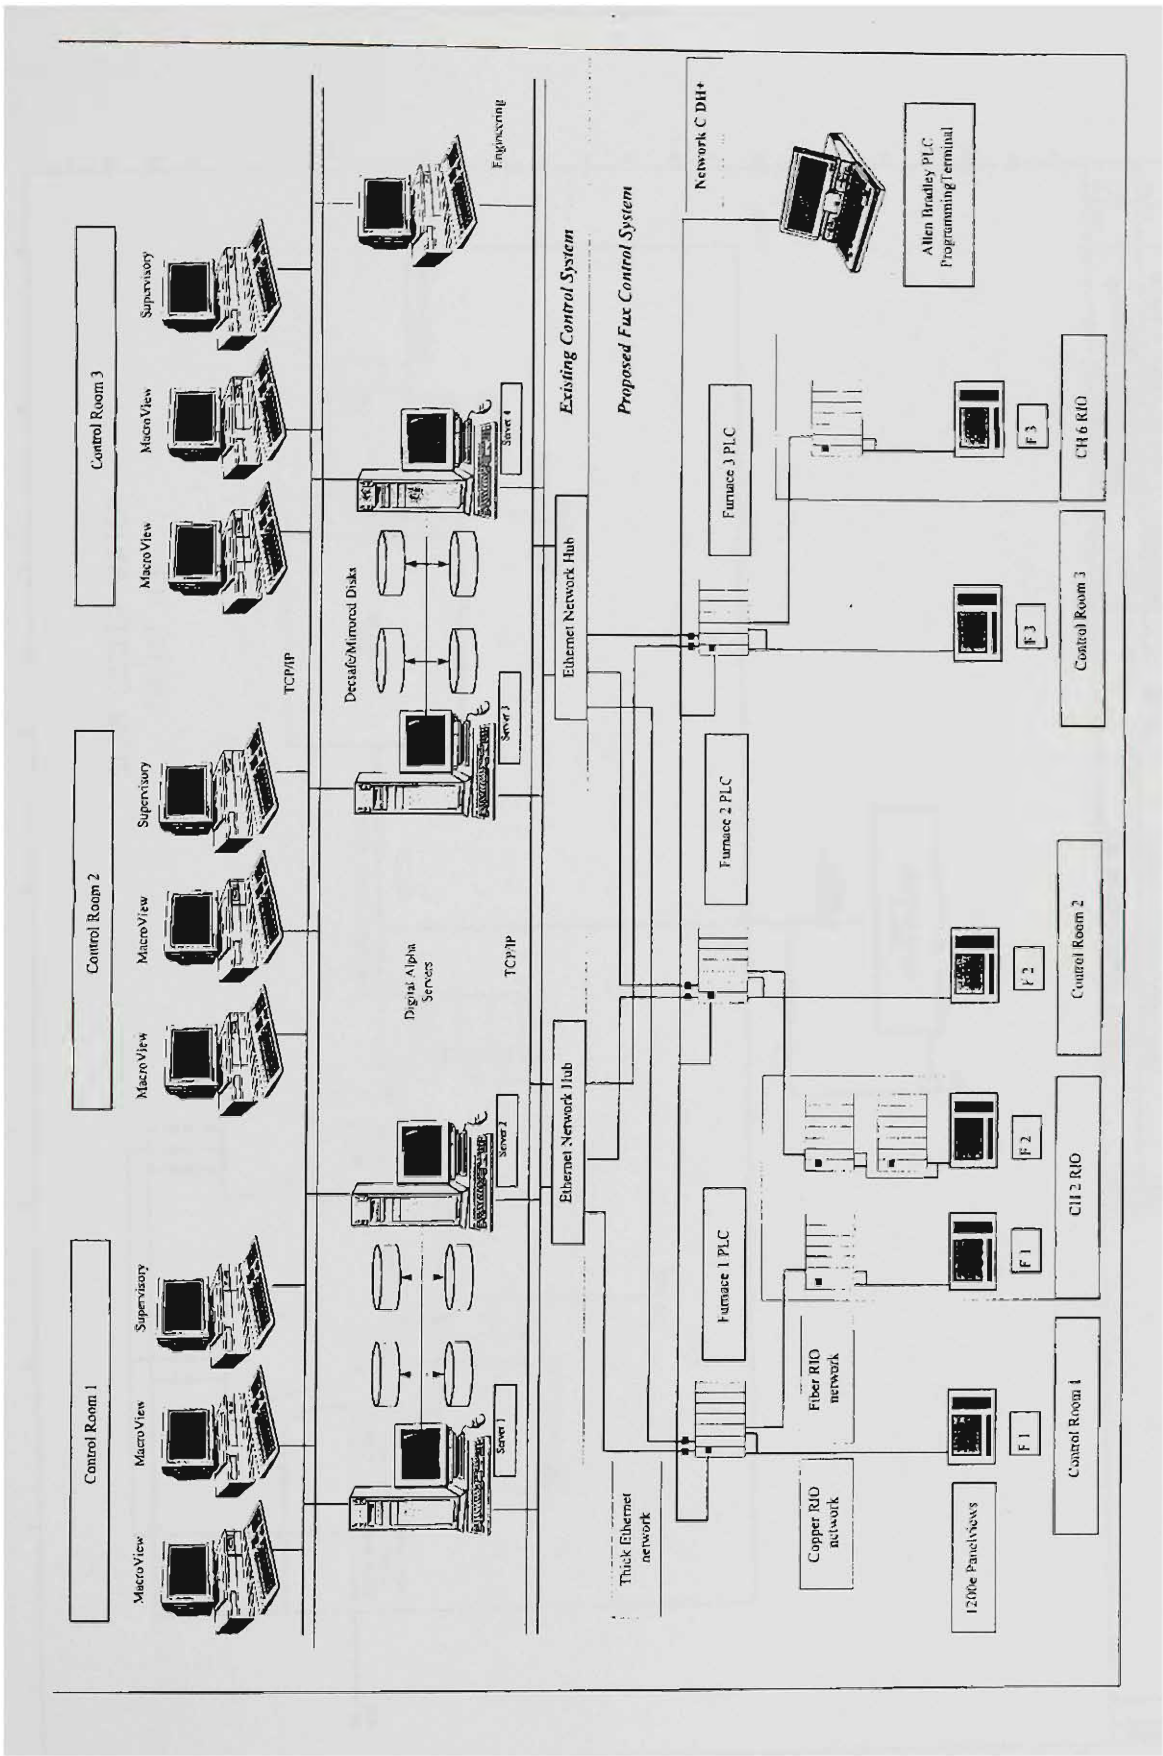 Control Room 1
Control Room 2
Control Room 3
MacroView
MacroView
Supervisory
MacroView
MacroView
Supervisory
MacroView
MacroView
Supervisory
TCP/IP
Decsafe/Mirrored Disks
Digital Alpha
Servers
Engineering
Server 1
Server 2
Server 3
Server 4
TCP/IP
Ethernet Network Hub
Ethernet Network Hub
Existing Control System
Proposed Fux Control System
Thick Ethernet
network
Network C DH+
Furnace 1 PLC
Furnace 2 PLC
Furnace 3 PLC
Copper RIO
network
Fiber RIO
network
Allen Bradley PLC
ProgrammingTerminal
1200e Panelviews
F 1
F 1
F 2
F 2
F 3
F 3
Control Room 1
CH 2 RIO
Control Room 2
Control Room 3
CH 6 RIO